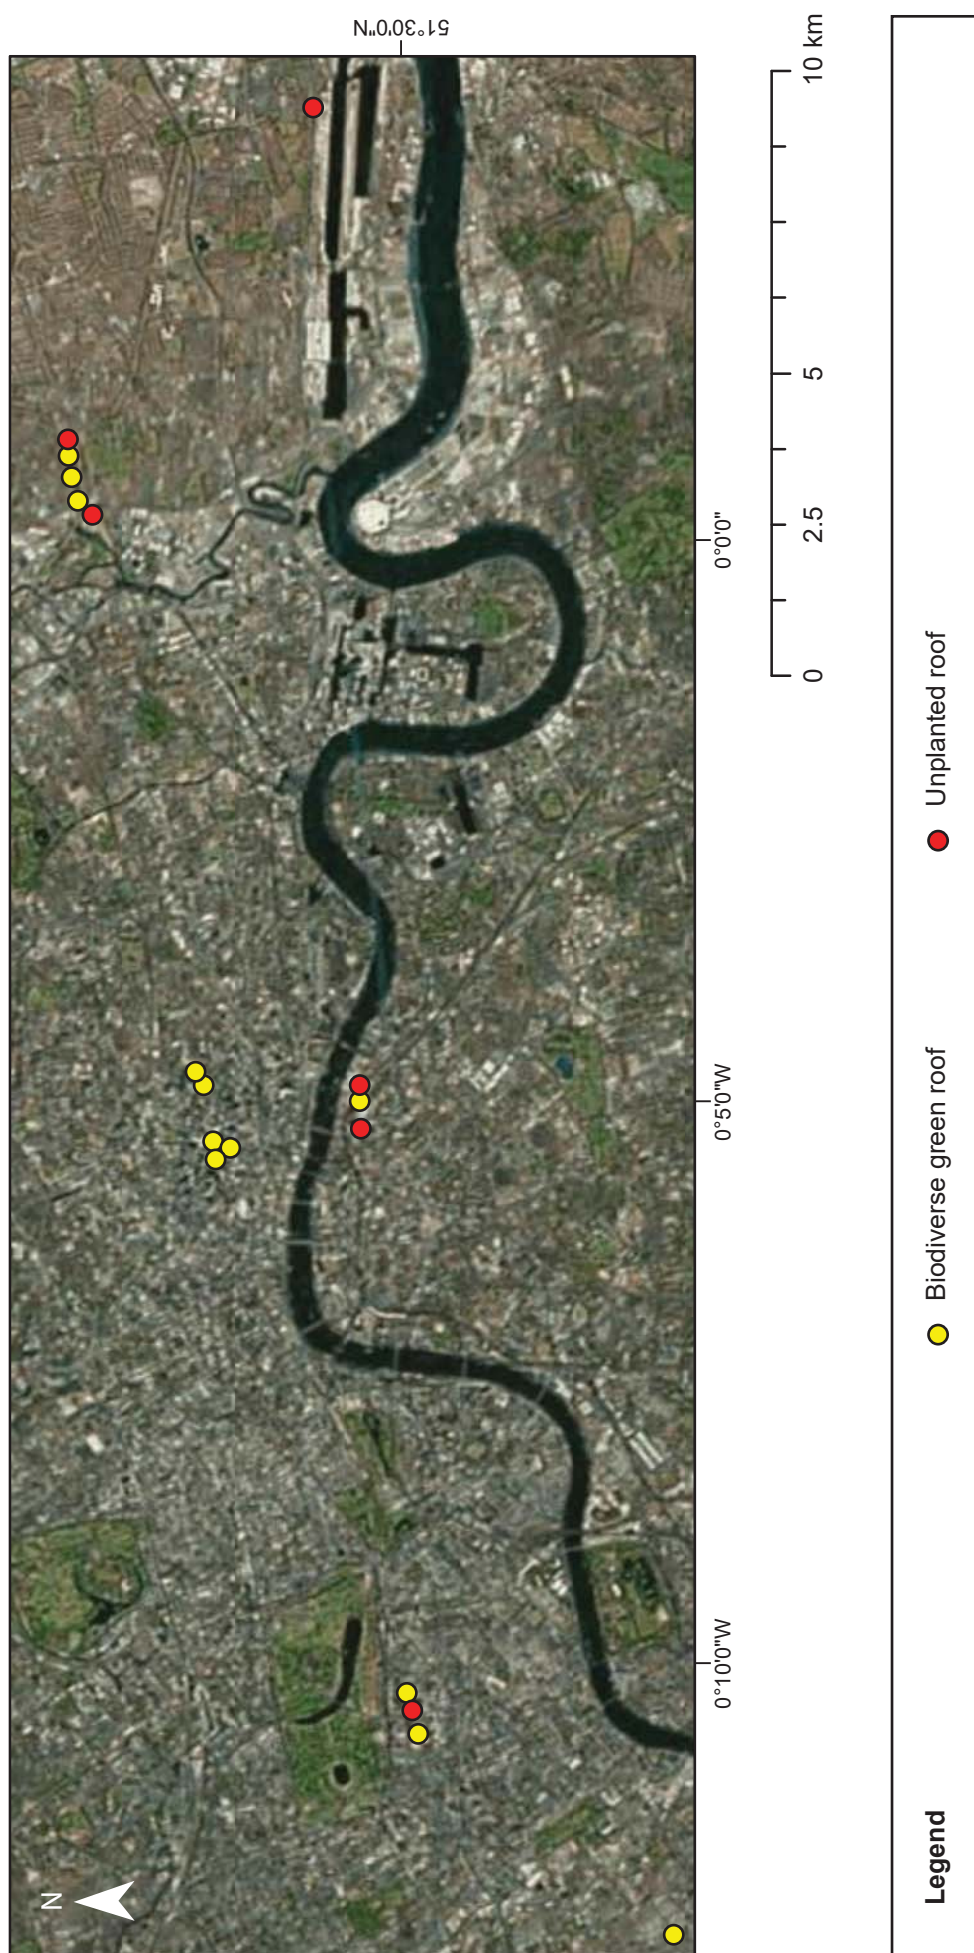 N
51°30'0"N
0°10'0"W
0°5'0"W
0°0'0"
0
2.5
5
10 km
Legend
Biodiverse green roof
Unplanted roof